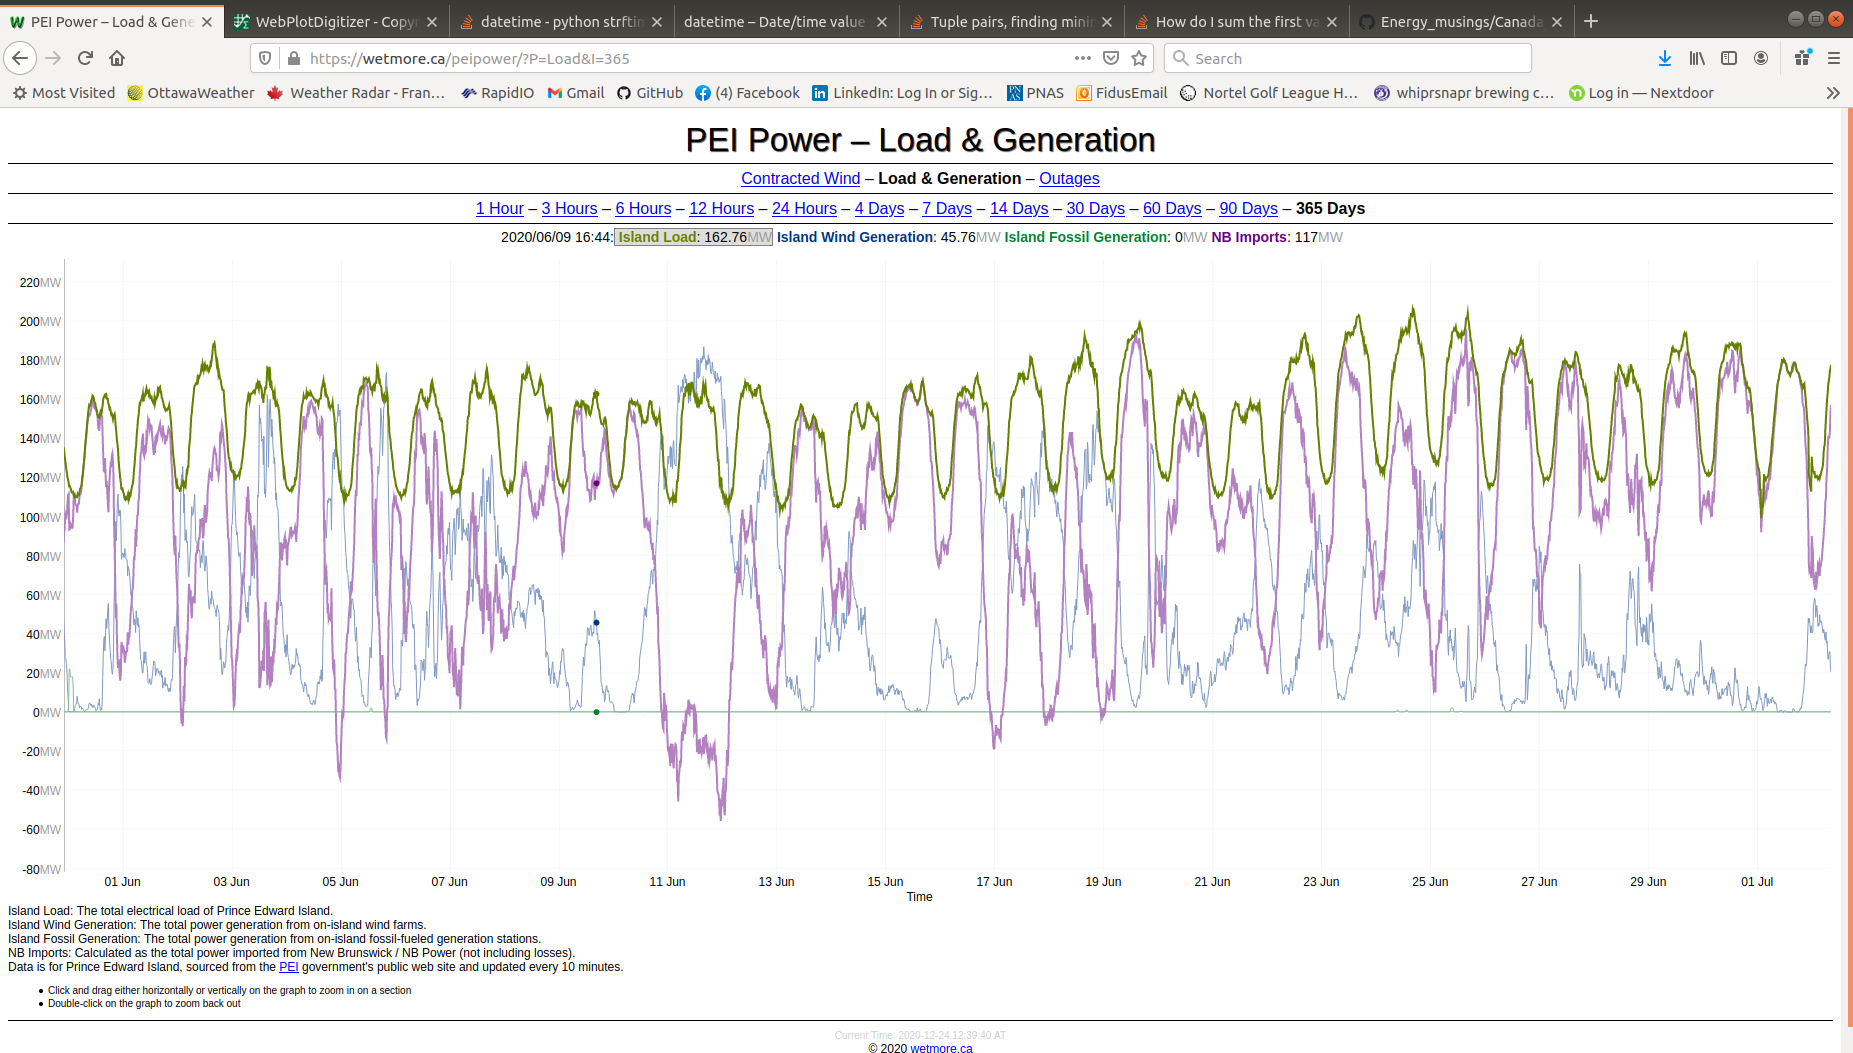 PEI Power – Load & Gene
WebPlotDigitizer - Copyr
datetime - python strftim
datetime – Date/time value
Tuple pairs, finding minim
How do I sum the first va
Energy_musings/Canada
https://wetmore.ca/peipower/?P=Load&I=365
Search
Most Visited
OttawaWeather
Weather Radar - Fran…
RapidIO
Gmail
GitHub
(4) Facebook
LinkedIn: Log In or Sig…
PNAS
FidusEmail
Nortel Golf League H…
whiprsnapr brewing c…
Log in — Nextdoor
PEI Power – Load & Generation
Contracted Wind – Load & Generation – Outages
1 Hour – 3 Hours – 6 Hours – 12 Hours – 24 Hours – 4 Days – 7 Days – 14 Days – 30 Days – 60 Days – 90 Days – 365 Days
2020/06/09 16:44: Island Load: 162.76MW Island Wind Generation: 45.76MW Island Fossil Generation: 0MW NB Imports: 117MW
220MW
200MW
180MW
160MW
140MW
120MW
100MW
80MW
60MW
40MW
20MW
0MW
-20MW
-40MW
-60MW
-80MW
01 Jun 03 Jun 05 Jun 07 Jun 09 Jun 11 Jun 13 Jun 15 Jun 17 Jun 19 Jun 21 Jun 23 Jun 25 Jun 27 Jun 29 Jun 01 Jul
Time
Island Load: The total electrical load of Prince Edward Island.
Island Wind Generation: The total power generation from on-island wind farms.
Island Fossil Generation: The total power generation from on-island fossil-fueled generation stations.
NB Imports: Calculated as the total power imported from New Brunswick / NB Power (not including losses).
Data is for Prince Edward Island, sourced from the PEI government's public web site and updated every 10 minutes.
Click and drag either horizontally or vertically on the graph to zoom in on a section
Double-click on the graph to zoom back out
Current Time: 2020-12-24 12:39:40 AT
© 2020 wetmore.ca